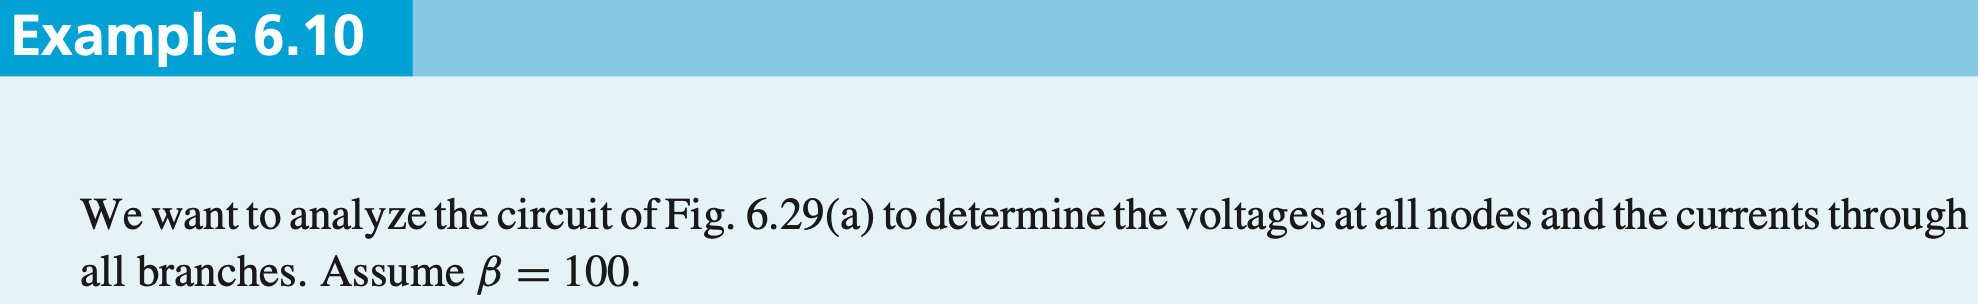 Example 6.10
We want to analyze the circuit of Fig. 6.29(a) to determine the voltages at all nodes and the currents through
all branches. Assume β = 100.